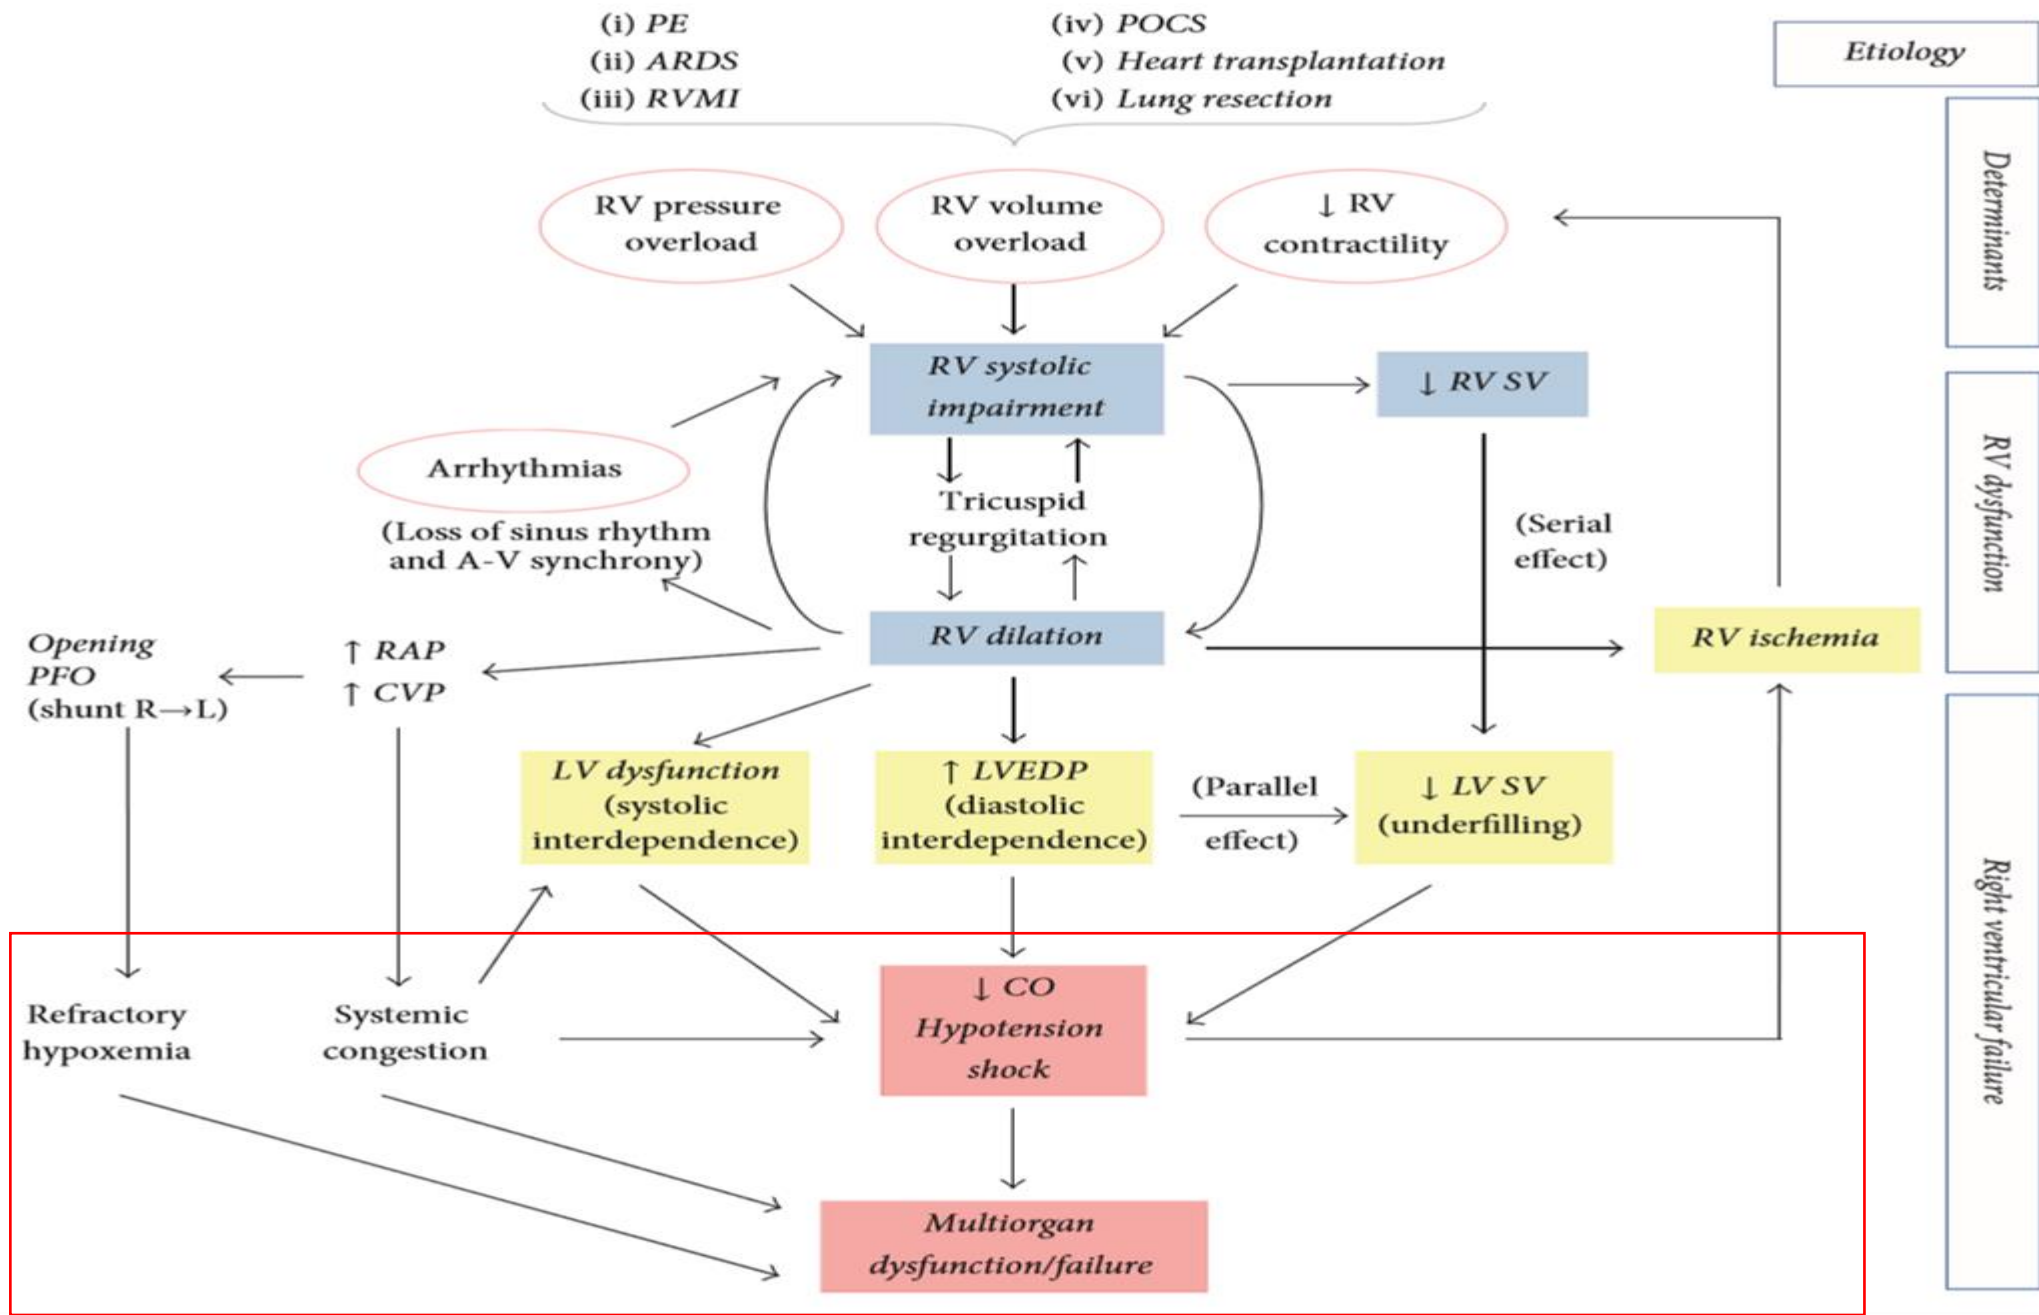 (i) PE
(ii) ARDS
(iii) RVMI
(iv) POCS
(v) Heart transplantation
(vi) Lung resection
Etiology
Determinants
RV pressure
overload
RV volume
overload
↓ RV
contractility
RV systolic
impairment
↓ RV SV
RV dysfunction
Arrhythmias
(Loss of sinus rhythm
and A-V synchrony)
Tricuspid
regurgitation
(Serial
effect)
RV dilation
RV ischemia
Opening
PFO
(shunt R→L)
↑ RAP
↑ CVP
LV dysfunction
(systolic
interdependence)
↑ LVEDP
(diastolic
interdependence)
(Parallel
effect)
↓ LV SV
(underfilling)
Right ventricular failure
Refractory
hypoxemia
Systemic
congestion
↓ CO
Hypotension
shock
Multiorgan
dysfunction/failure